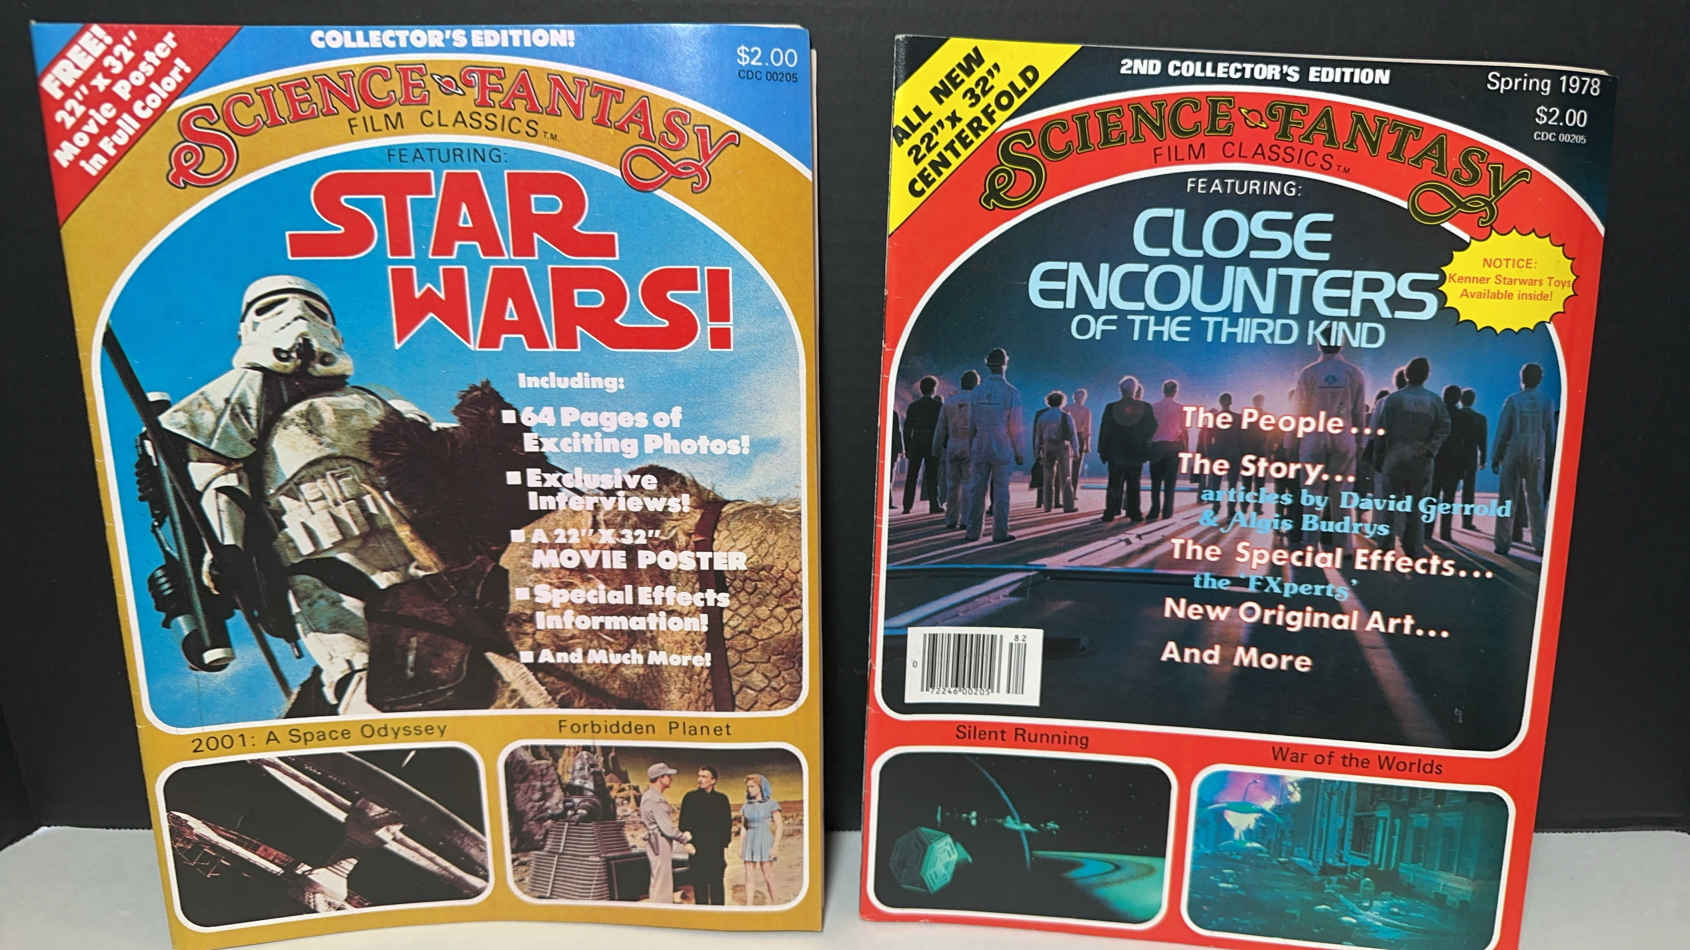 FREE!
22" x 32"
Movie Poster
in Full Color!
COLLECTOR'S EDITION!
$2.00
CDC 00205
SCIENCE FANTASY
FILM CLASSICS T.M.
FEATURING:
STAR
WARS!
Including:
■ 64 Pages of
Exciting Photos!
■ Exclusive
Interviews!
■ A 22" X 32"
MOVIE POSTER
■ Special Effects
Information!
■ And Much More!
2001: A Space Odyssey
Forbidden Planet
ALL NEW
22" x 32"
CENTERFOLD
2ND COLLECTOR'S EDITION
Spring 1978
$2.00
CDC 00205
SCIENCE FANTASY
FILM CLASSICS T.M.
FEATURING:
CLOSE
ENCOUNTERS
OF THE THIRD KIND
NOTICE:
Kenner Starwars Toys
Available inside!
The People...
The Story...
articles by David Gerrold
& Algis Budrys
The Special Effects...
the 'FXperts'
New Original Art...
And More
82
0
72246 00205
Silent Running
War of the Worlds